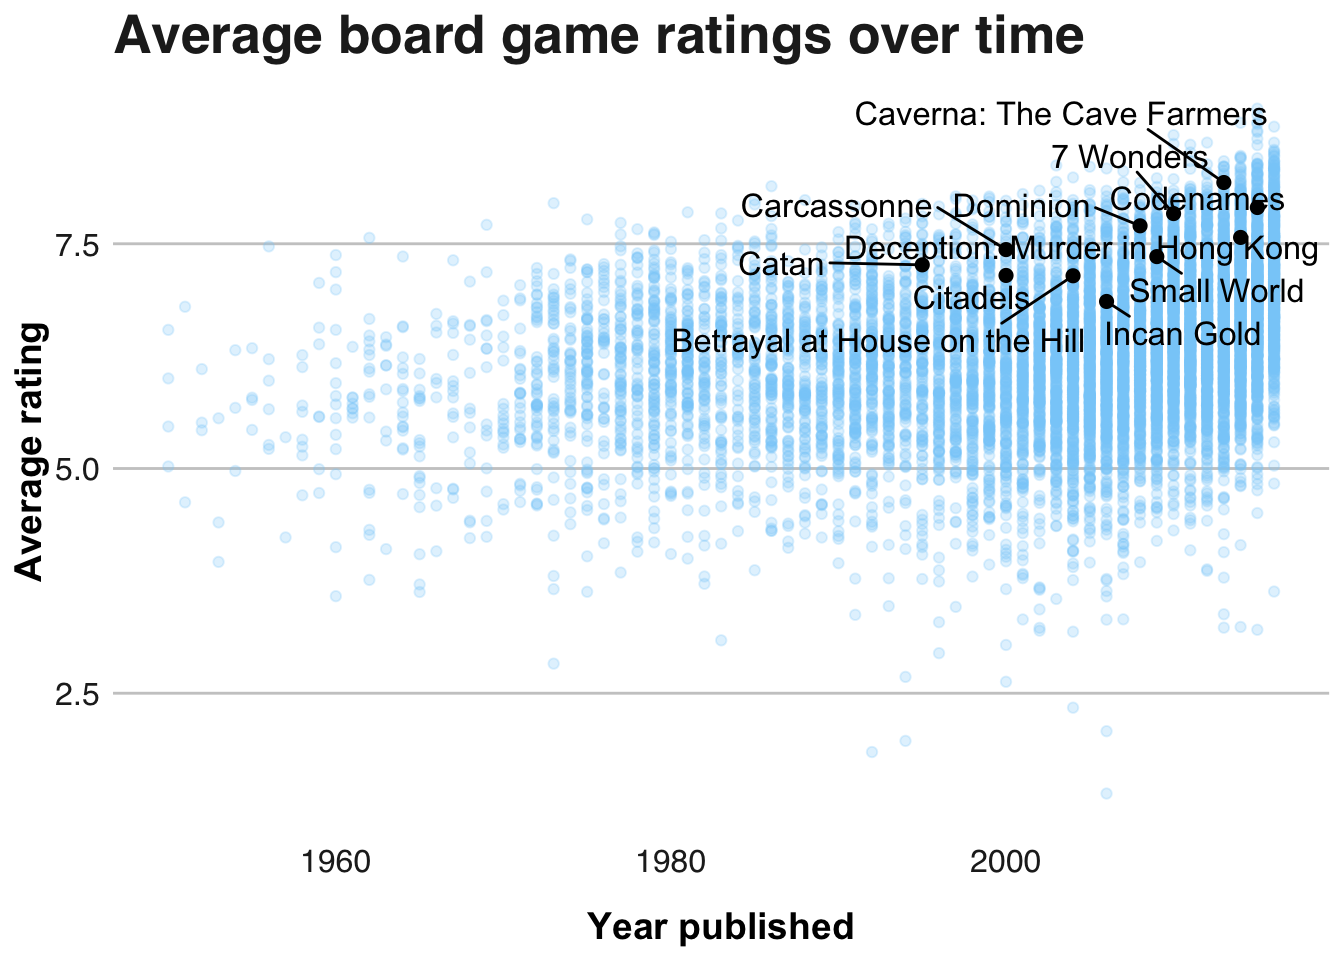 Average board game ratings over time
Caverna: The Cave Farmers
7 Wonders
Codenames
Carcassonne
Dominion
Deception: Murder in Hong Kong
Catan
Citadels
Small World
Betrayal at House on the Hill
Incan Gold
Average rating
7.5
5.0
2.5
1960
1980
2000
Year published